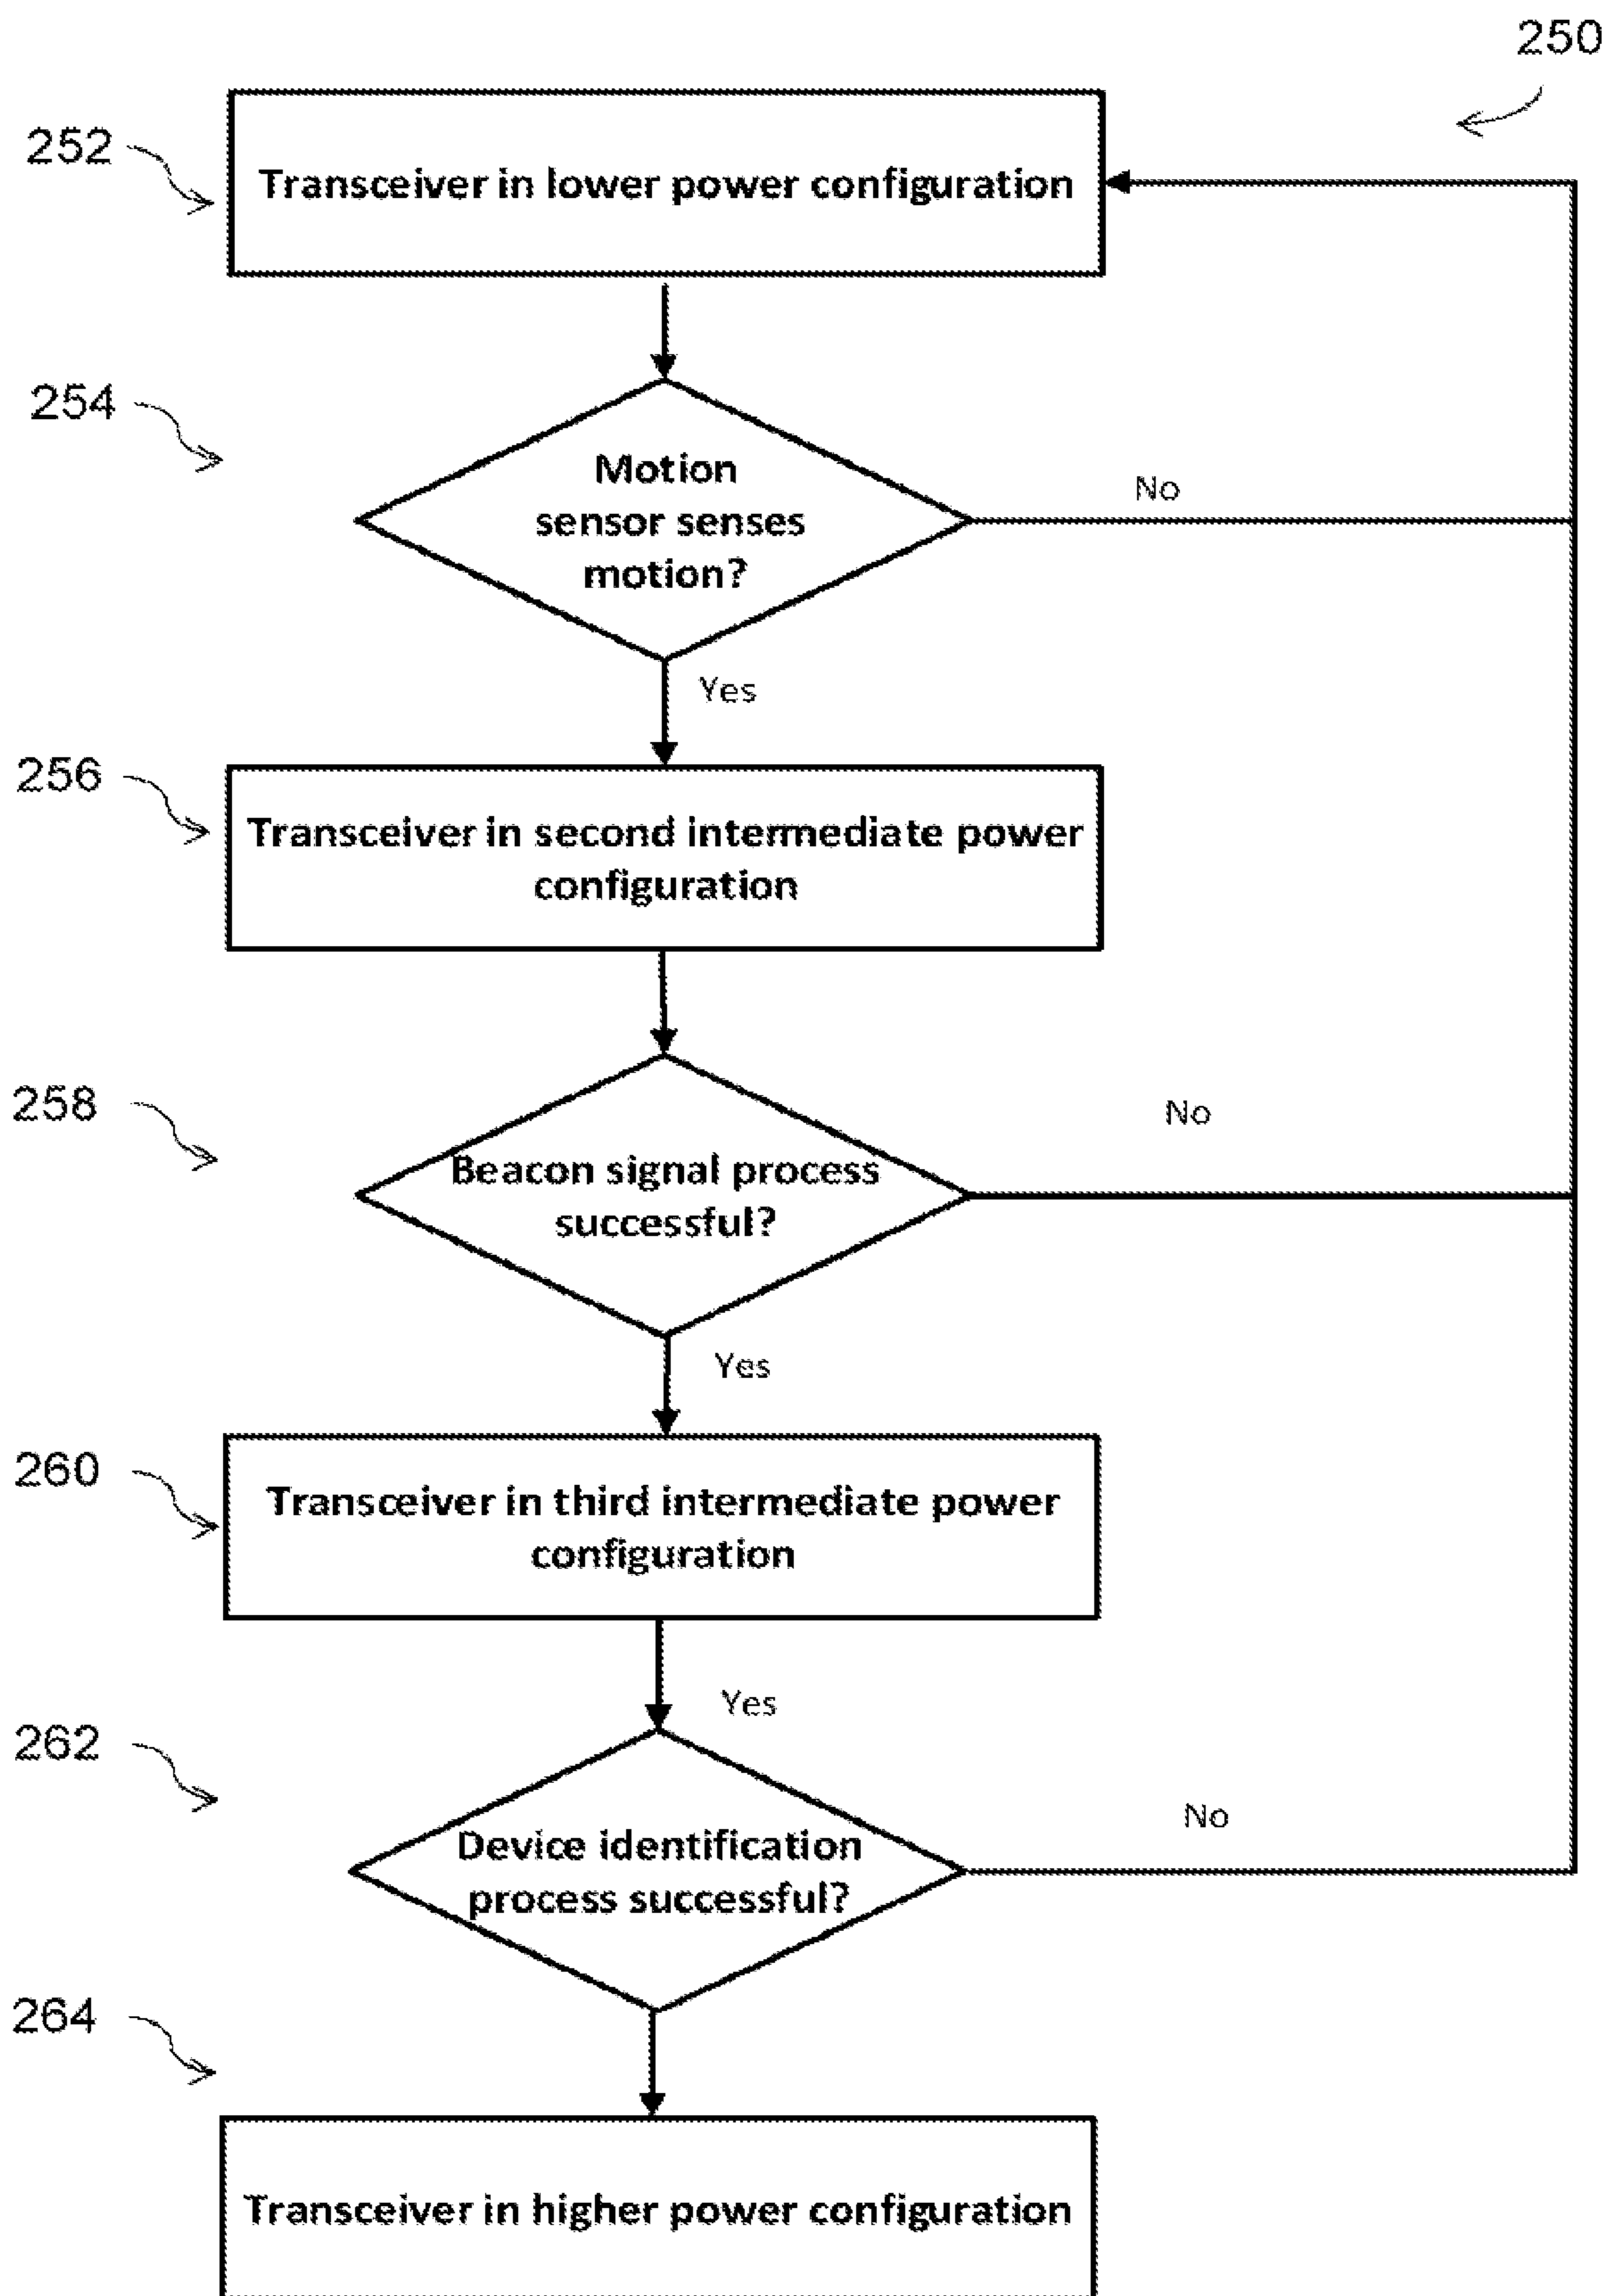 250
252
Transceiver in lower power configuration
254
Motion
sensor senses
motion?
No
Yes
256
Transceiver in second intermediate power
configuration
258
Beacon signal process
successful?
No
Yes
260
Transceiver in third intermediate power
configuration
Yes
262
Device identification
process successful?
No
264
Transceiver in higher power configuration